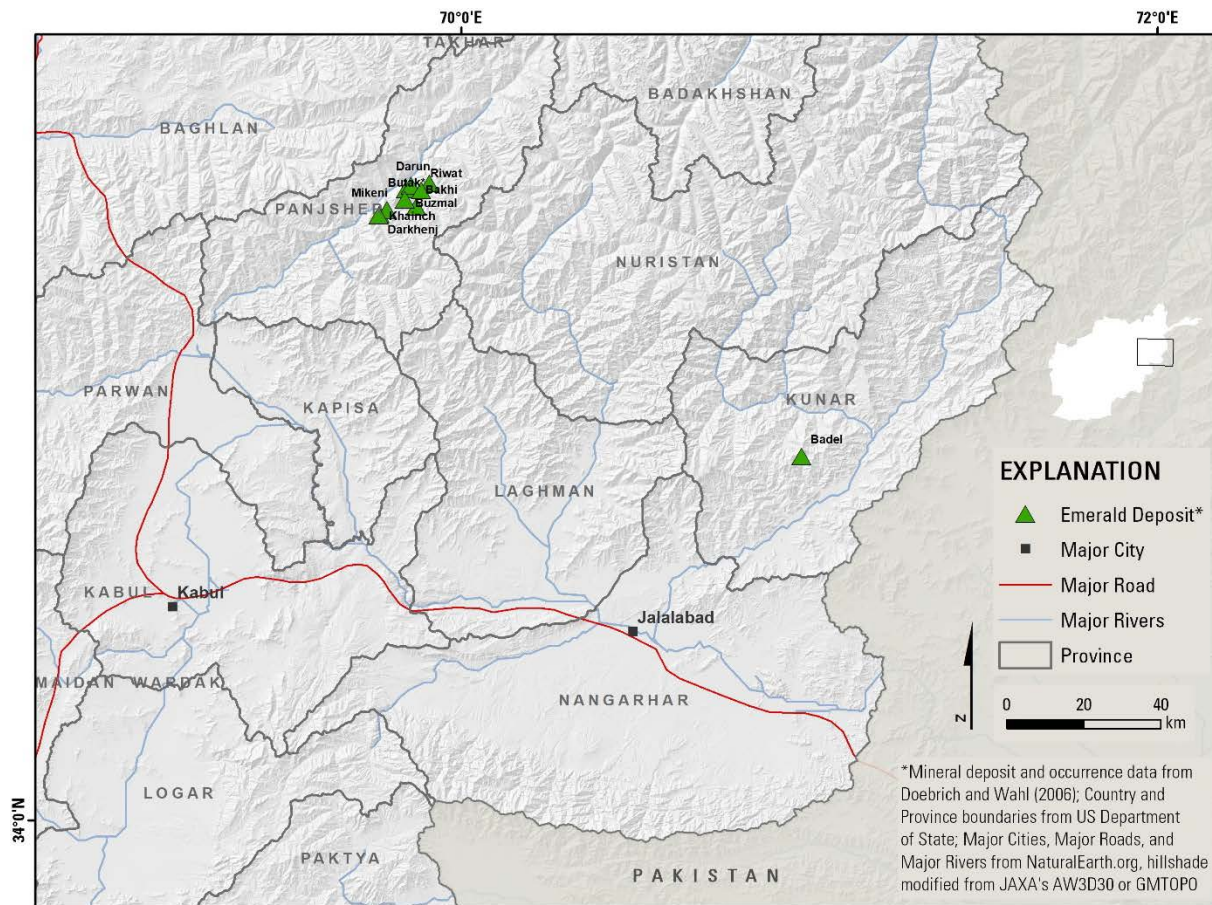 70°0'E
72°0'E
TAKHAR
BADAKHSHAN
BAGHLAN
Darun
Riwat
Butak*
Mikeni
Bakhi
Buzmal
PANJSHER
Khainch
Darkhenj
NURISTAN
PARWAN
KAPISA
KUNAR
Badel
LAGHMAN
KABUL
Kabul
Jalalabad
MAIDAN WARDAK
NANGARHAR
LOGAR
34°0'N
PAKTYA
PAKISTAN
EXPLANATION
Emerald Deposit*
Major City
Major Road
Major Rivers
Province
N
0 20 40
km
*Mineral deposit and occurrence data from
Doebrich and Wahl (2006); Country and
Province boundaries from US Department
of State; Major Cities, Major Roads, and
Major Rivers from NaturalEarth.org, hillshade
modified from JAXA's AW3D30 or GMTOPO